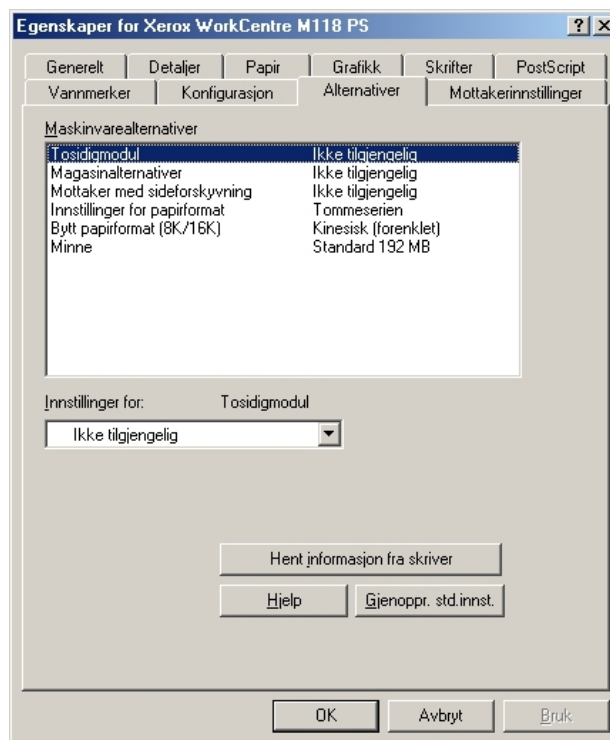 Egenskaper for Xerox WorkCentre M118 PS
Generelt Detaljer Papir Grafikk Skrifter PostScript
Vannmerker Konfigurasjon Alternativer Mottakerinnstillinger
Maskinvarealternativer
Tosidigmodul Ikke tilgjengelig
Magasinalternativer Ikke tilgjengelig
Mottaker med sideforskyvning Ikke tilgjengelig
Innstillinger for papirformat Tommeserien
Bytt papirformat (8K/16K) Kinesisk (forenklet)
Minne Standard 192 MB
Innstillinger for: Tosidigmodul
Ikke tilgjengelig
Hent informasjon fra skriver
Hjelp Gjenoppr. std.innst.
OK Avbryt Bruk